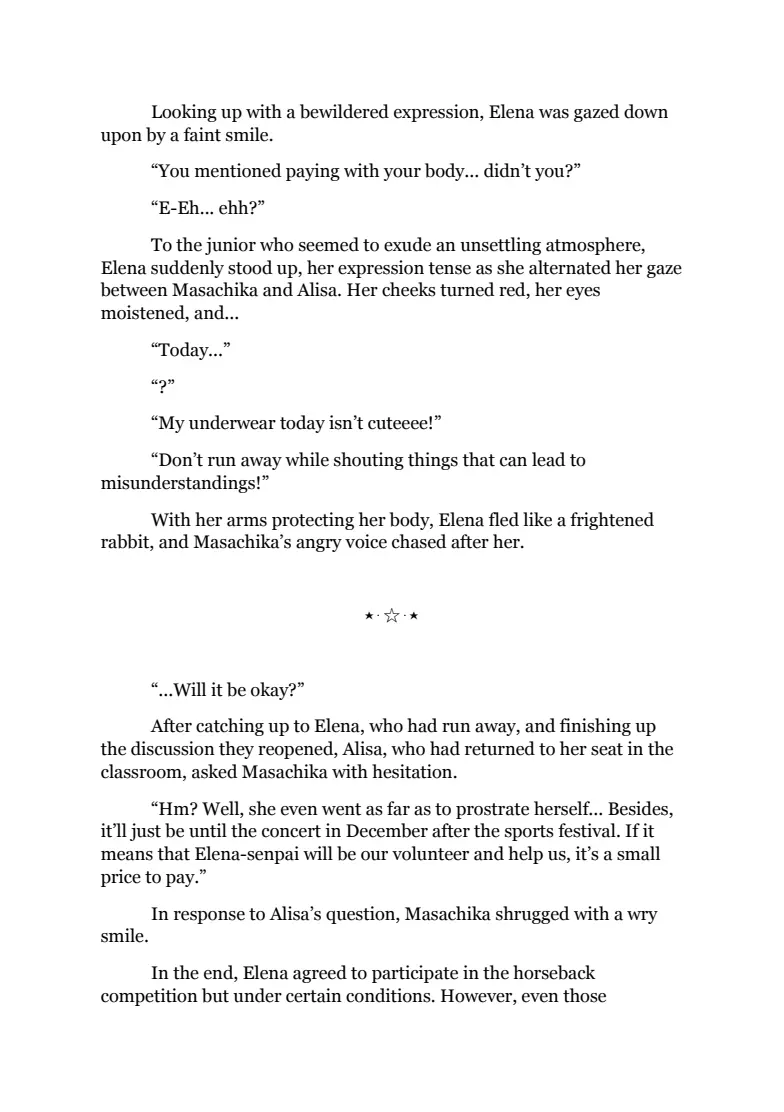 Looking up with a bewildered expression, Elena was gazed down
upon by a faint smile.
“You mentioned paying with your body... didn’t you?”
“E-Eh... ehh?”
To the junior who seemed to exude an unsettling atmosphere,
Elena suddenly stood up, her expression tense as she alternated her gaze
between Masachika and Alisa. Her cheeks turned red, her eyes
moistened, and...
“Today...”
“?”
“My underwear today isn’t cuteeee!”
“Don’t run away while shouting things that can lead to
misunderstandings!”
With her arms protecting her body, Elena fled like a frightened
rabbit, and Masachika’s angry voice chased after her.
⋆·☆·⋆
“...Will it be okay?”
After catching up to Elena, who had run away, and finishing up
the discussion they reopened, Alisa, who had returned to her seat in the
classroom, asked Masachika with hesitation.
“Hm? Well, she even went as far as to prostrate herself... Besides,
it’ll just be until the concert in December after the sports festival. If it
means that Elena-senpai will be our volunteer and help us, it’s a small
price to pay.”
In response to Alisa’s question, Masachika shrugged with a wry
smile.
In the end, Elena agreed to participate in the horseback
competition but under certain conditions. However, even those